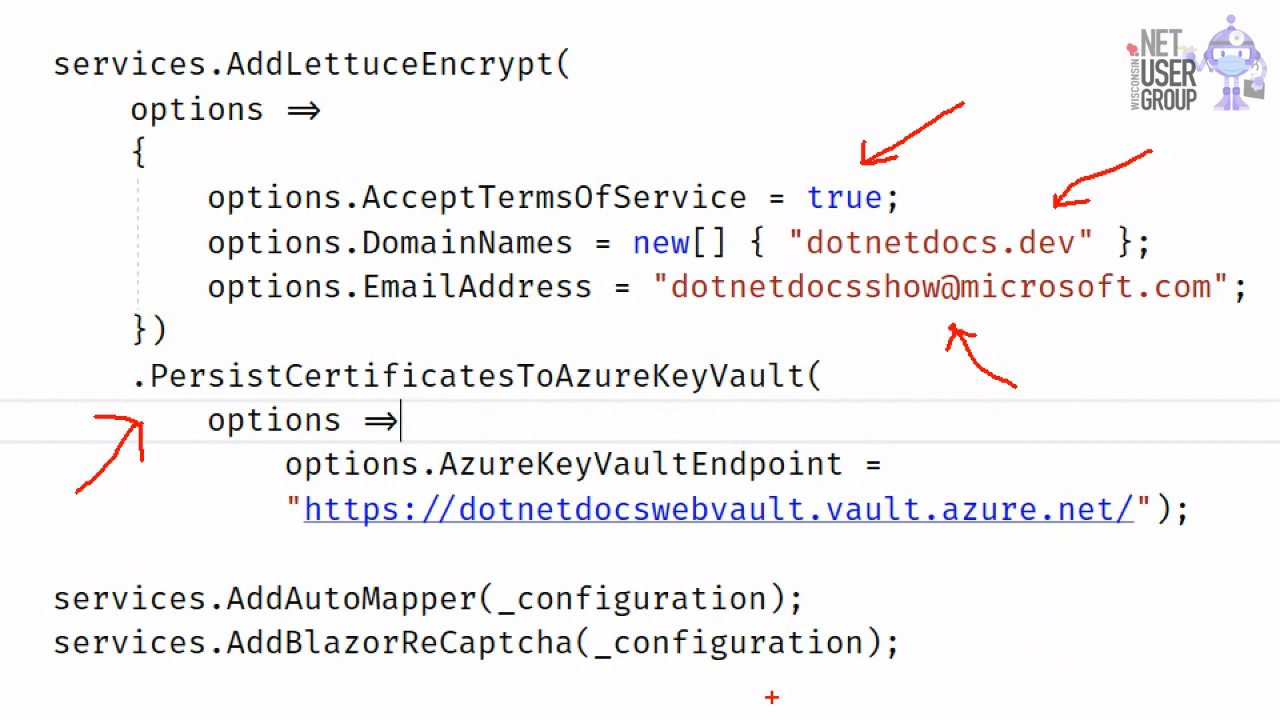 services.AddLettuceEncrypt(
options =>
{
options.AcceptTermsOfService = true;
options.DomainNames = new[] { "dotnetdocs.dev" };
options.EmailAddress = "dotnetdocsshow@microsoft.com";
})
.PersistCertificatesToAzureKeyVault(
options =>
options.AzureKeyVaultEndpoint =
"https://dotnetdocswebvault.vault.azure.net/");
services.AddAutoMapper(_configuration);
services.AddBlazorReCaptcha(_configuration);
WISCONSIN
.NET
USER
GROUP